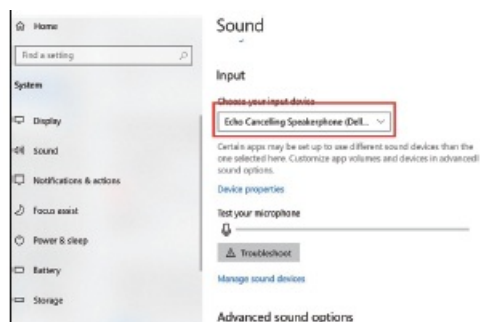 Home
Find a setting
System
Display
Sound
Notifications & actions
Focus assist
Power & sleep
Battery
Storage
Sound
Input
Choose your input device
Echo Cancelling Speakerphone (Dell...
Certain apps may be set up to use different sound devices than the
one selected here. Customize app volumes and devices in advanced
sound options.
Device properties
Test your microphone
Troubleshoot
Manage sound devices
Advanced sound options